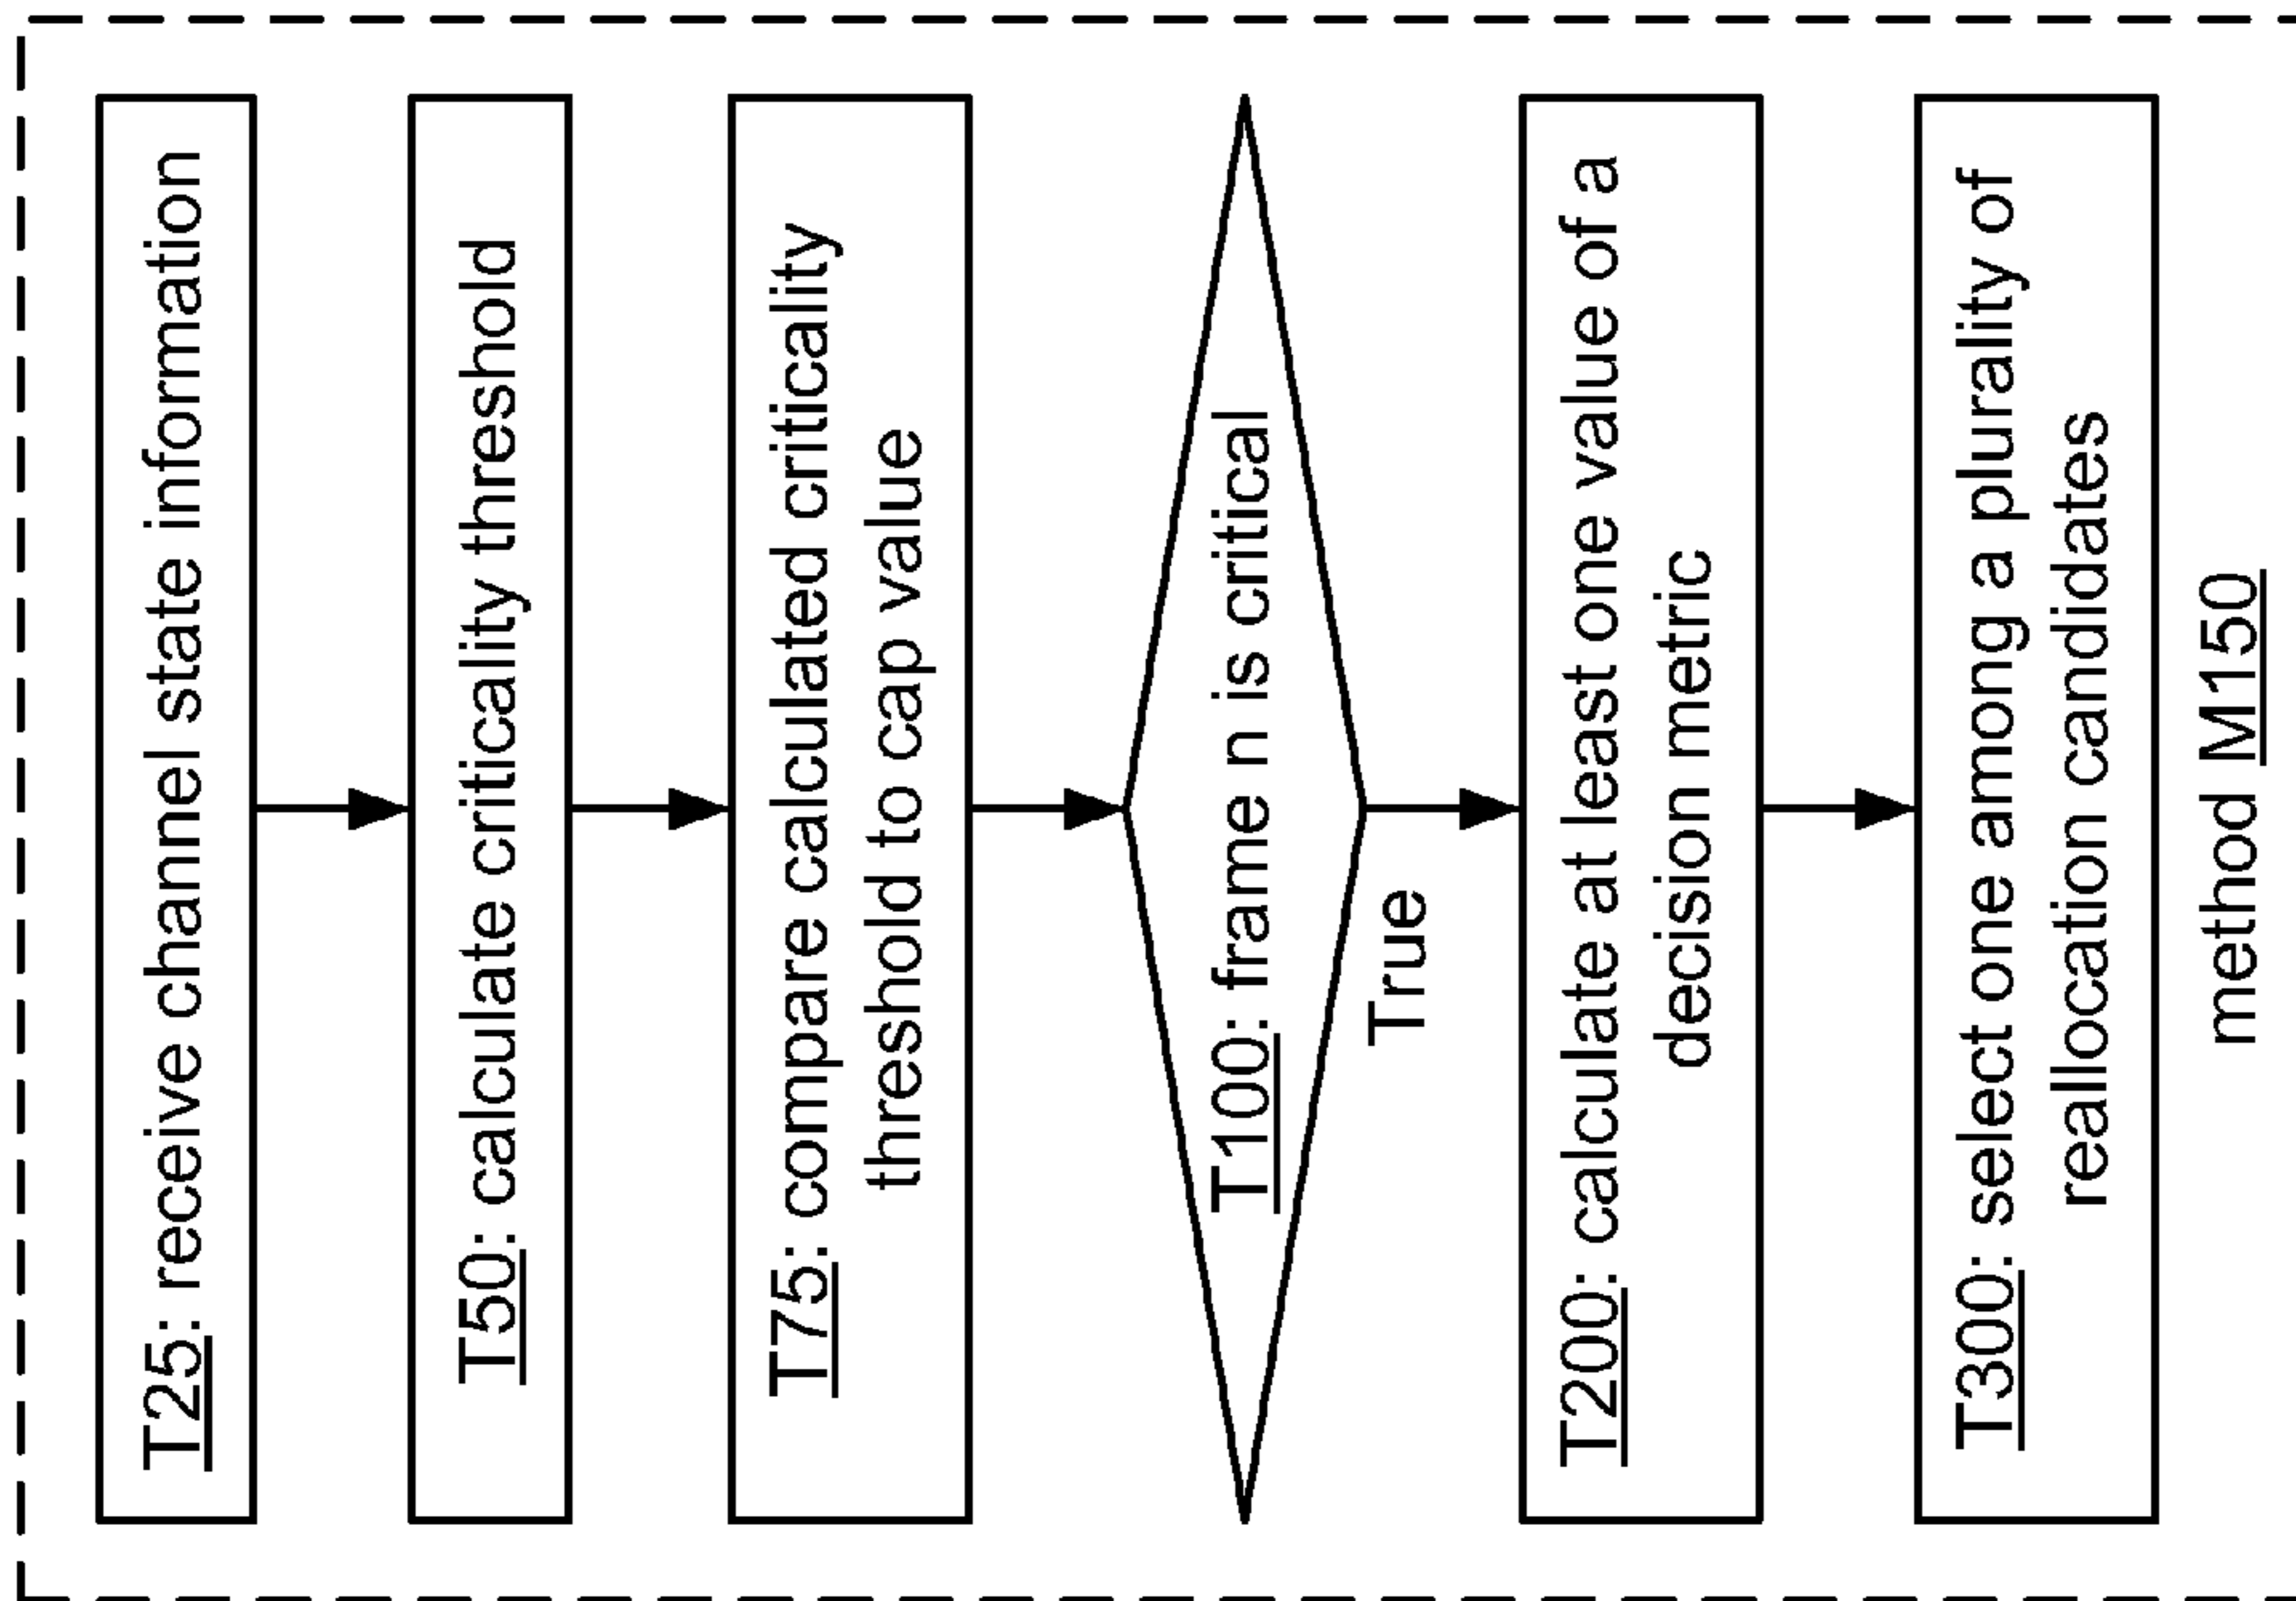 T25: receive channel state information
T50: calculate criticality threshold
T75: compare calculated criticality
threshold to cap value
T100: frame n is critical
True
T200: calculate at least one value of a
decision metric
T300: select one among a plurality of
reallocation candidates
method M150